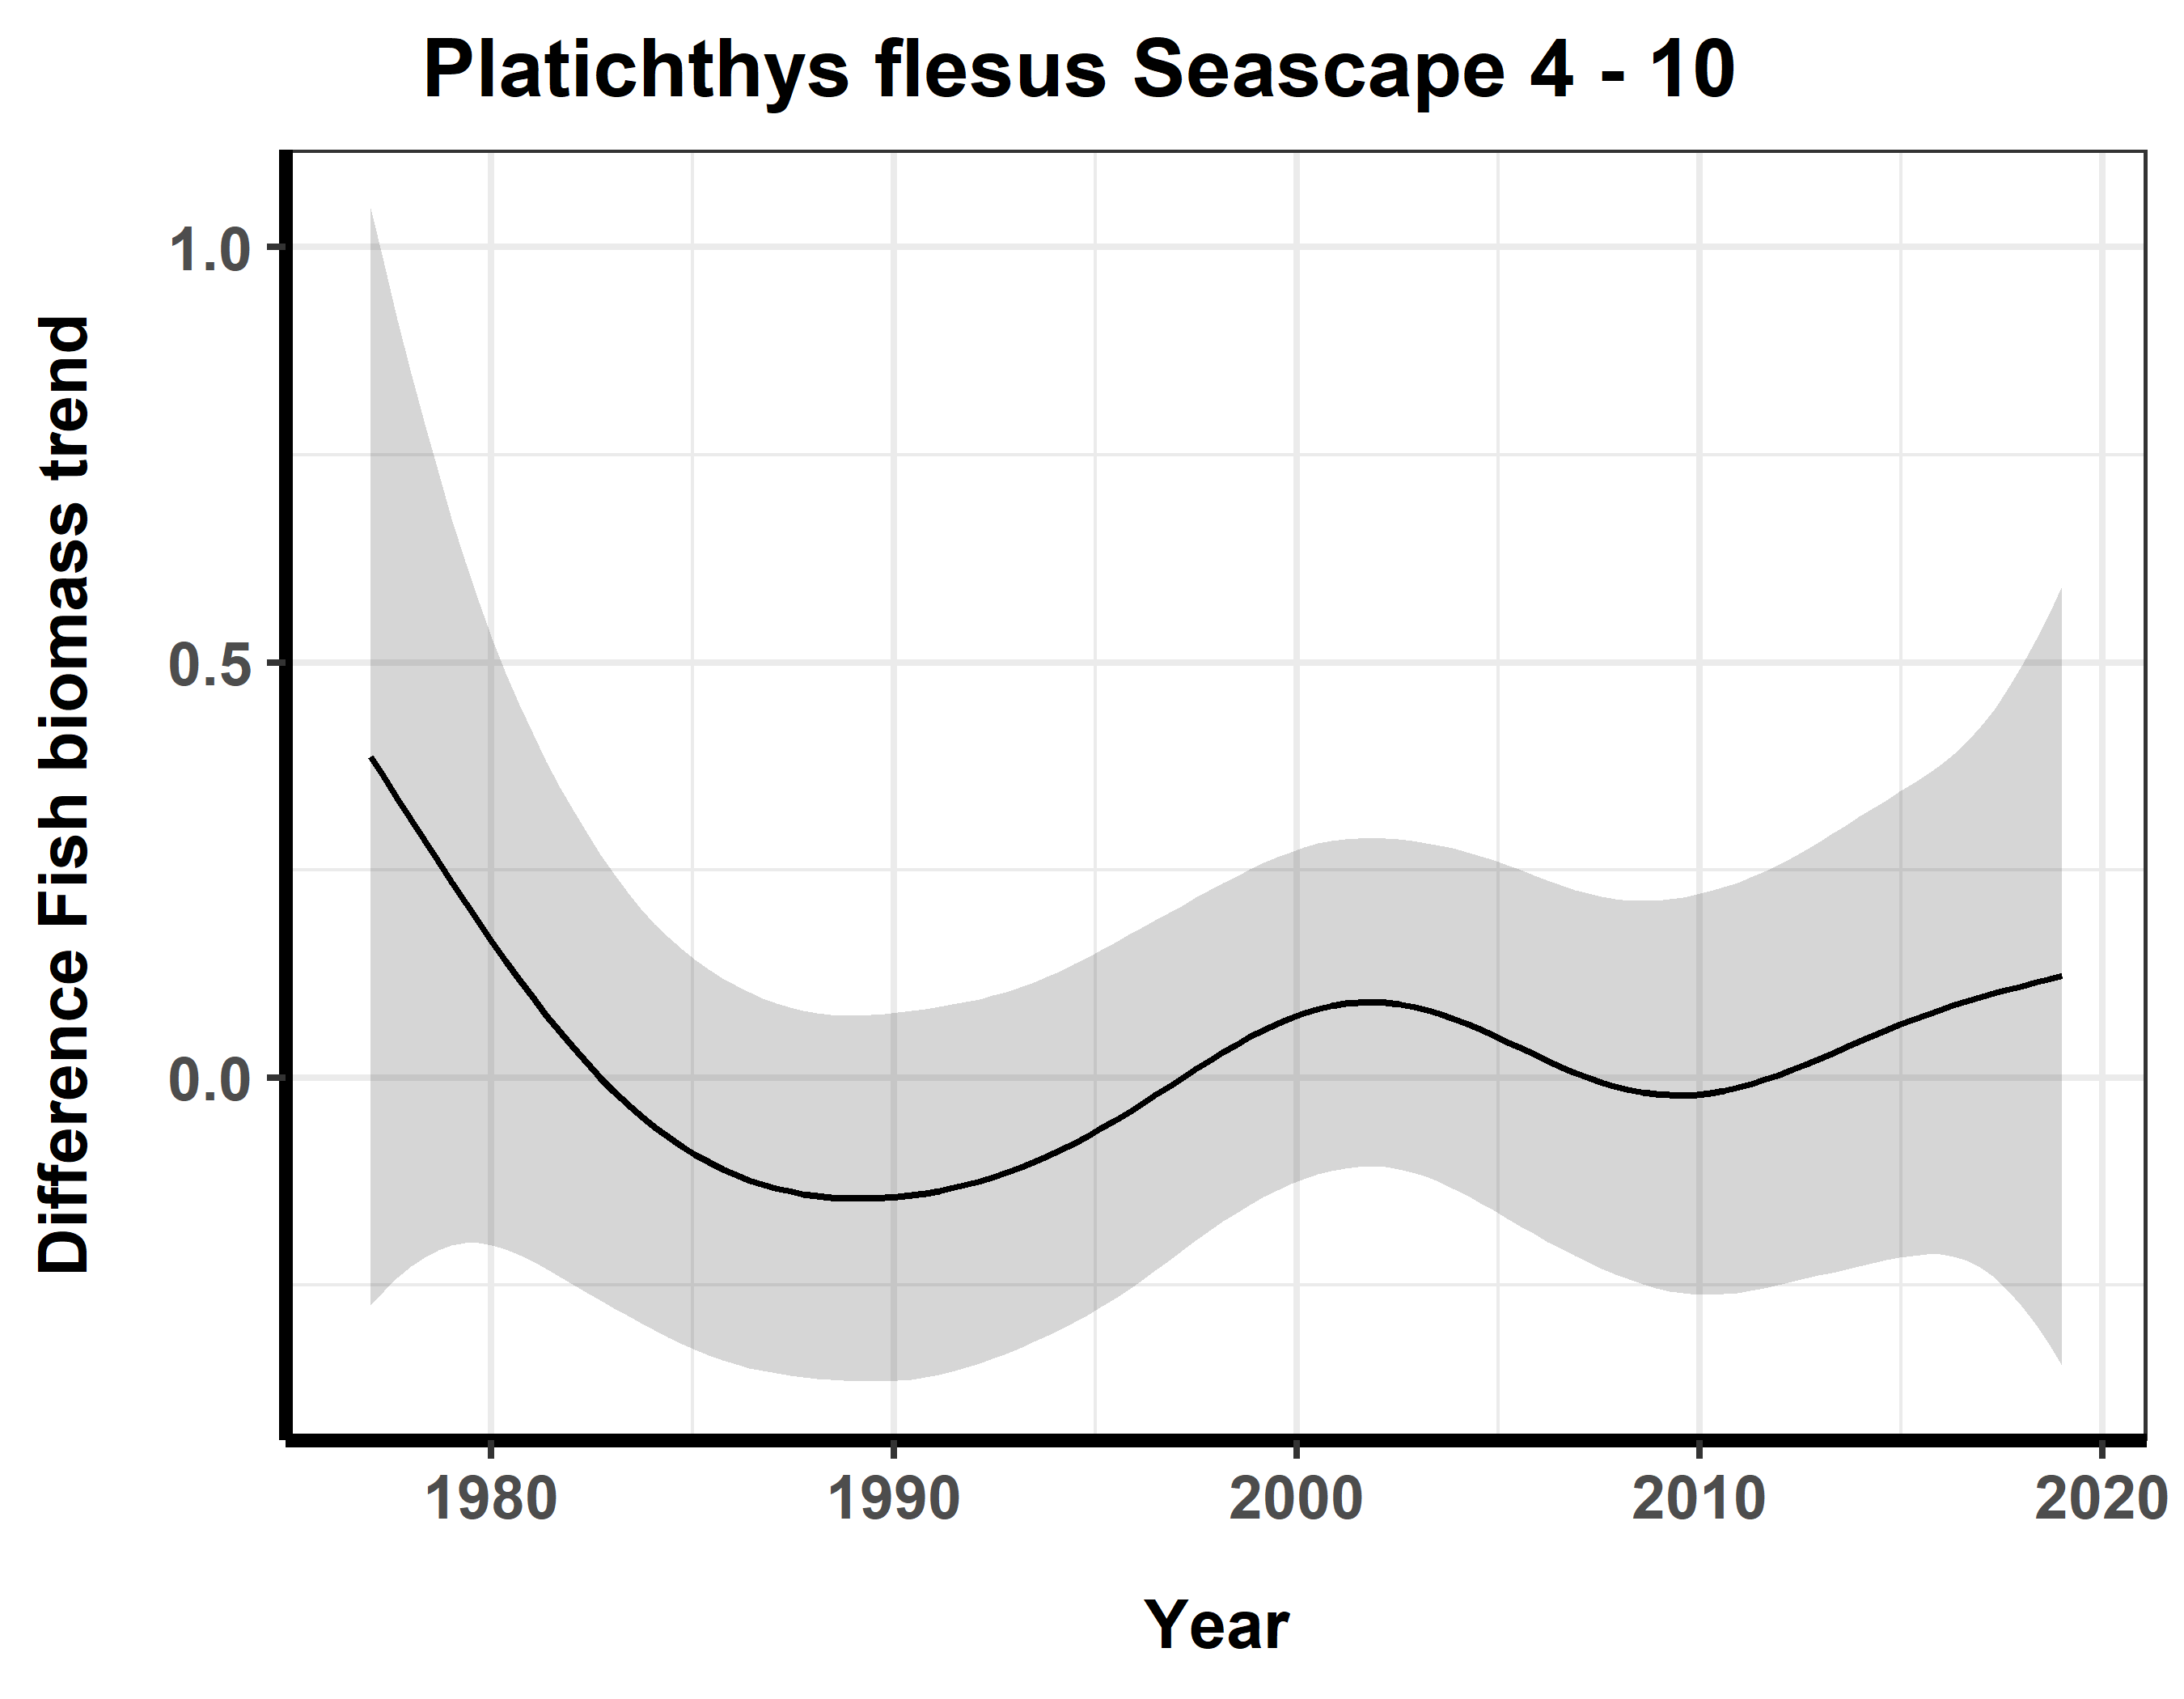 Platichthys flesus Seascape 4 - 10
Difference Fish biomass trend
1.0
0.5
0.0
1980 1990 2000 2010 2020
Year